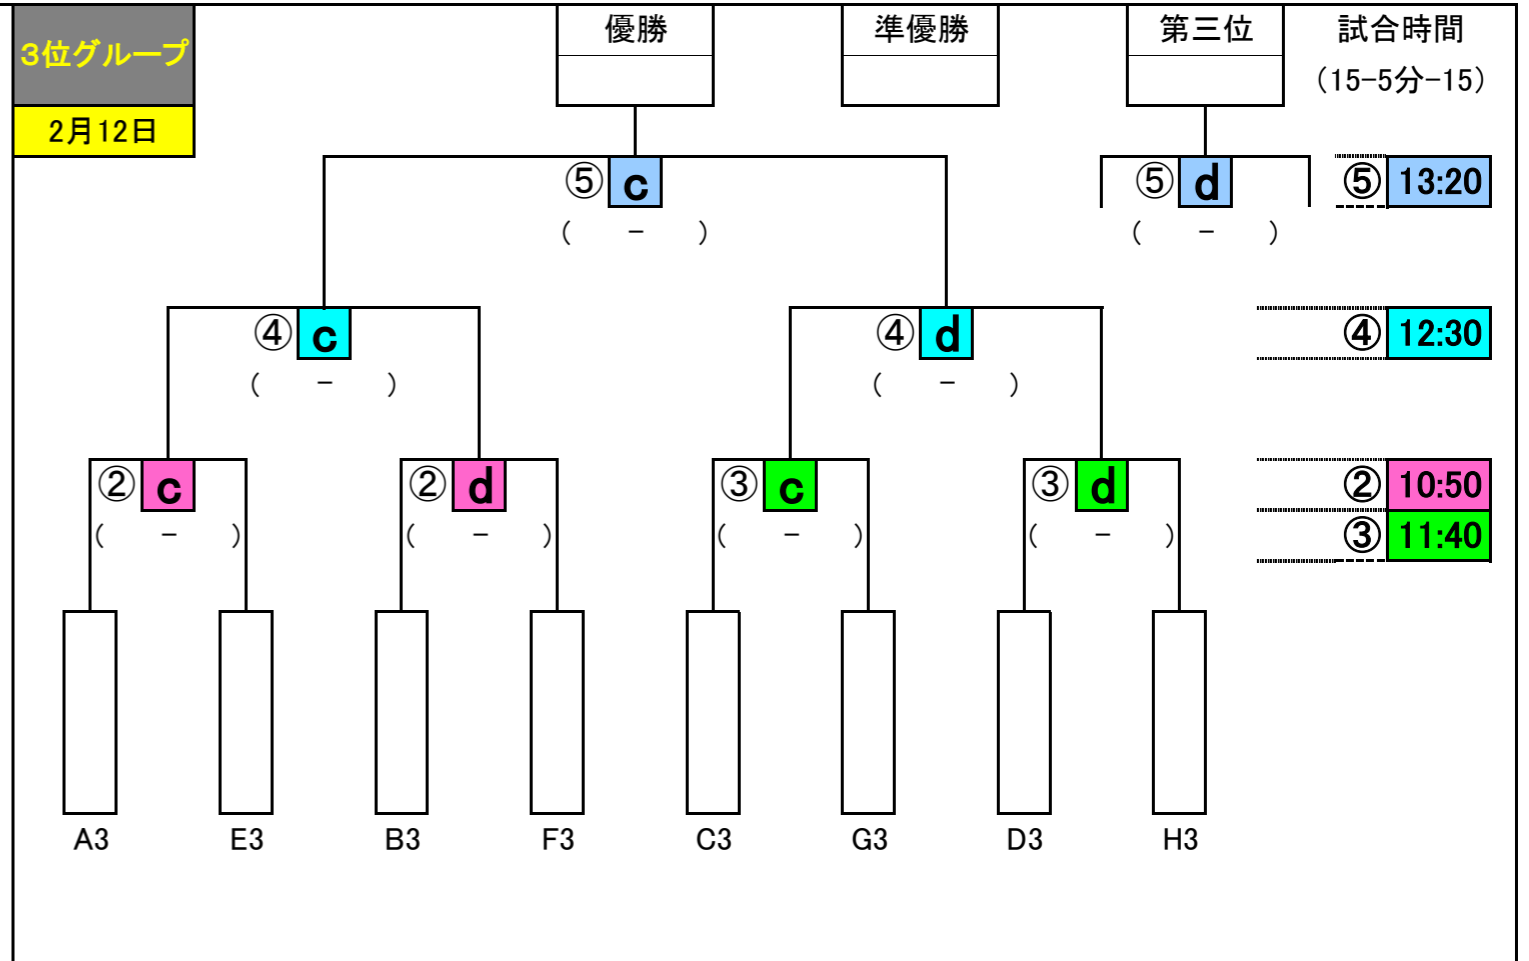 3位グループ
2月12日
優勝
準優勝
第三位
試合時間
(15-5分-15)
⑤ c
( - )
⑤ d
( - )
⑤ 13:20
④ c
( - )
④ d
( - )
④ 12:30
② c
( - )
② d
( - )
③ c
( - )
③ d
( - )
② 10:50
③ 11:40
A3 E3 B3 F3 C3 G3 D3 H3